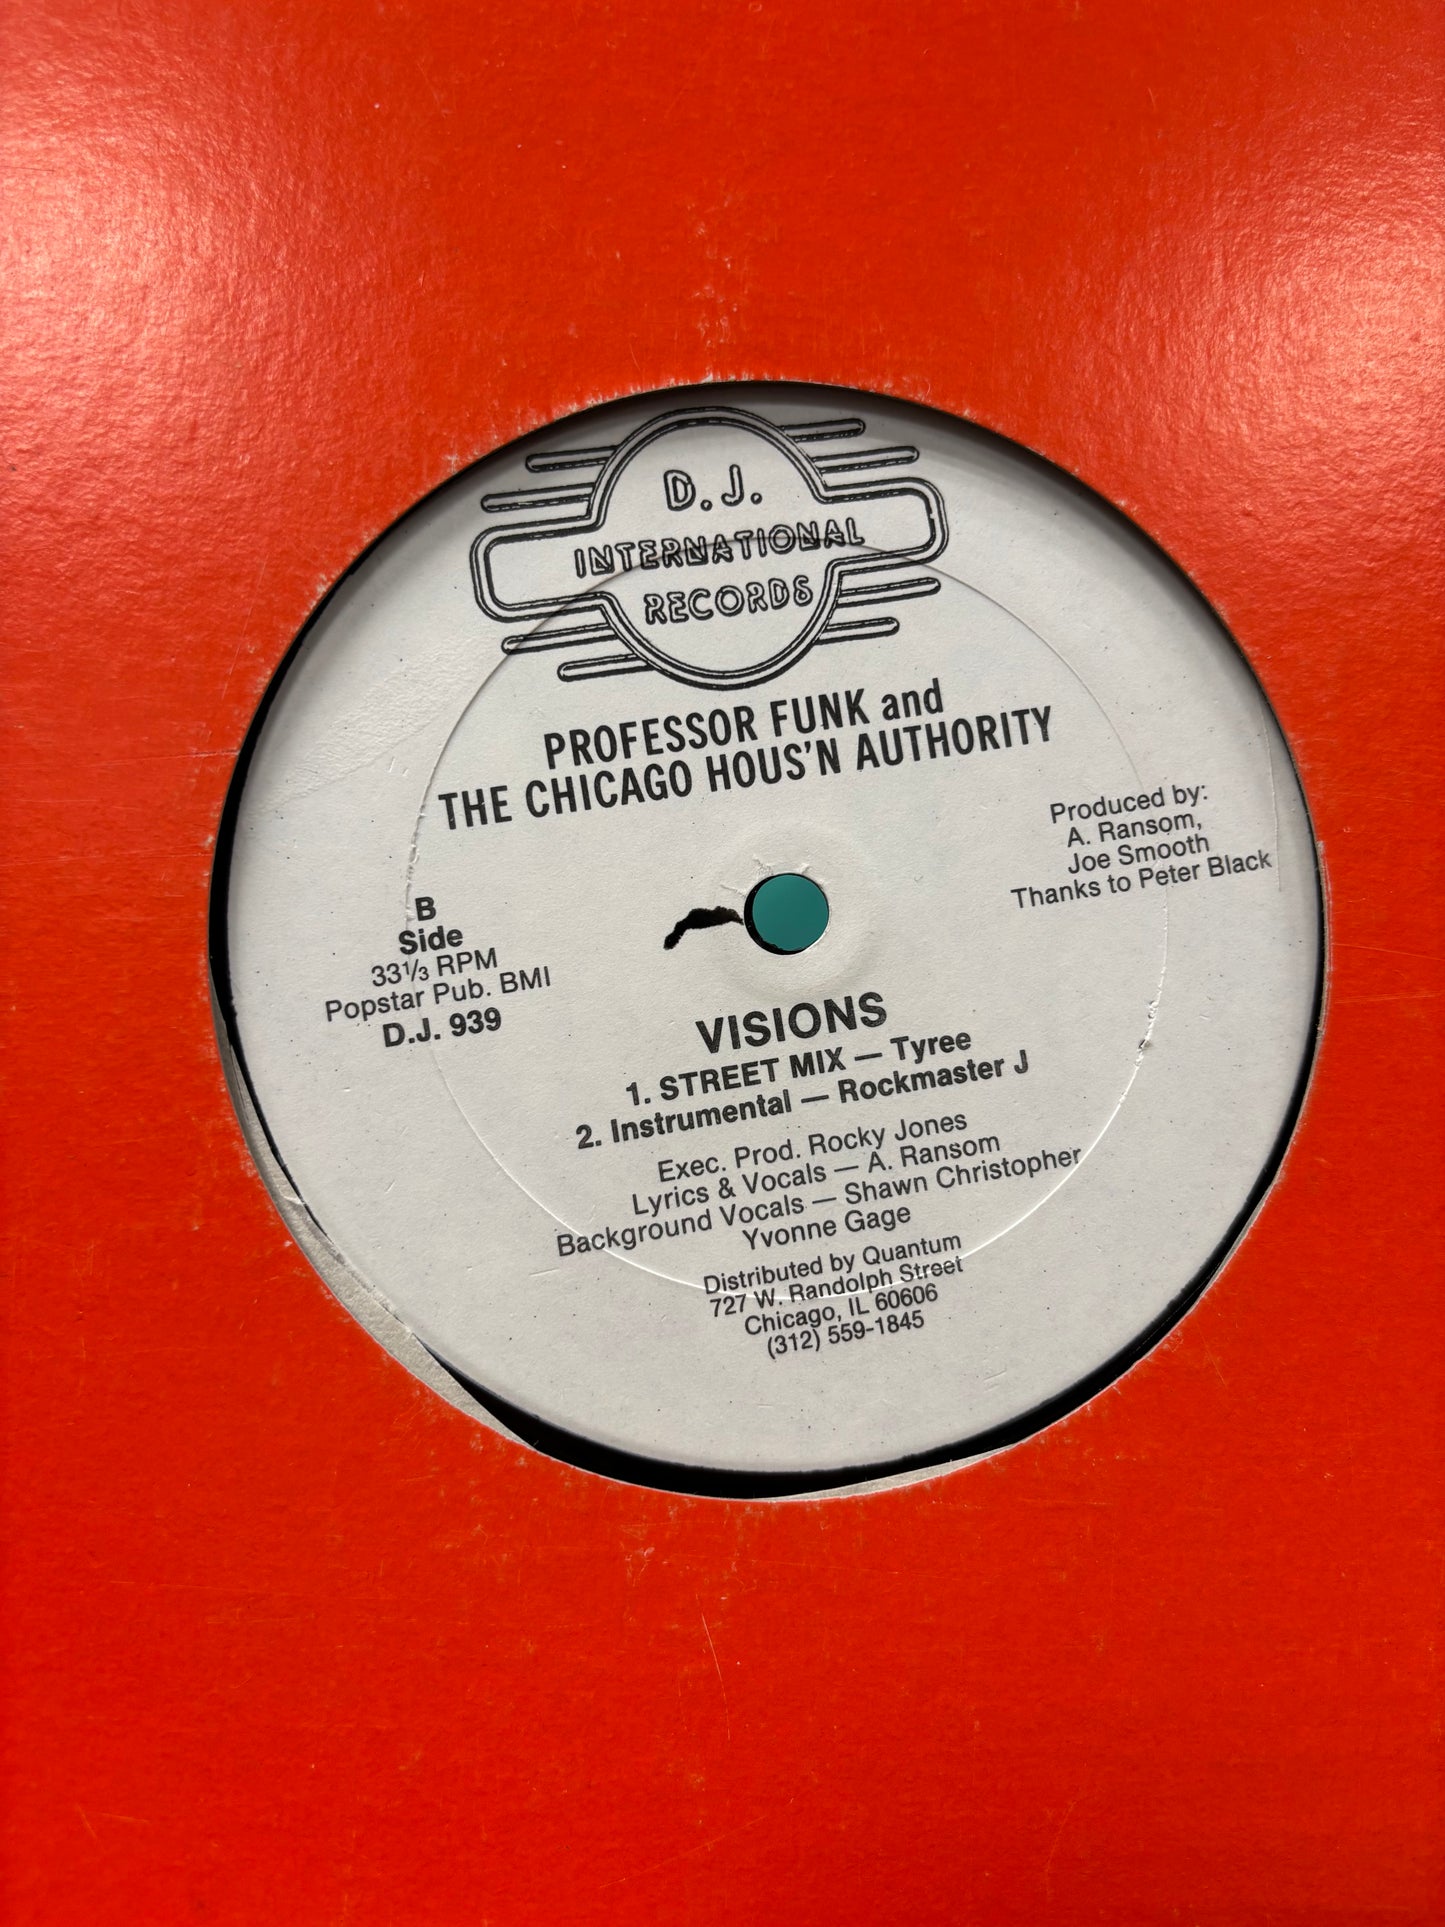 D.J.
INTERNATIONAL
RECORDS
PROFESSOR FUNK and
THE CHICAGO HOUS'N AUTHORITY
Produced by:
A. Ransom,
Joe Smooth
Thanks to Peter Black
B
Side
33⅓ RPM
Popstar Pub. BMI
D.J. 939
VISIONS
1. STREET MIX — Tyree
2. Instrumental — Rockmaster J
Exec. Prod. Rocky Jones
Lyrics & Vocals — A. Ransom
Background Vocals — Shawn Christopher
Yvonne Gage
Distributed by Quantum
727 W. Randolph Street
Chicago, IL 60606
(312) 559-1845